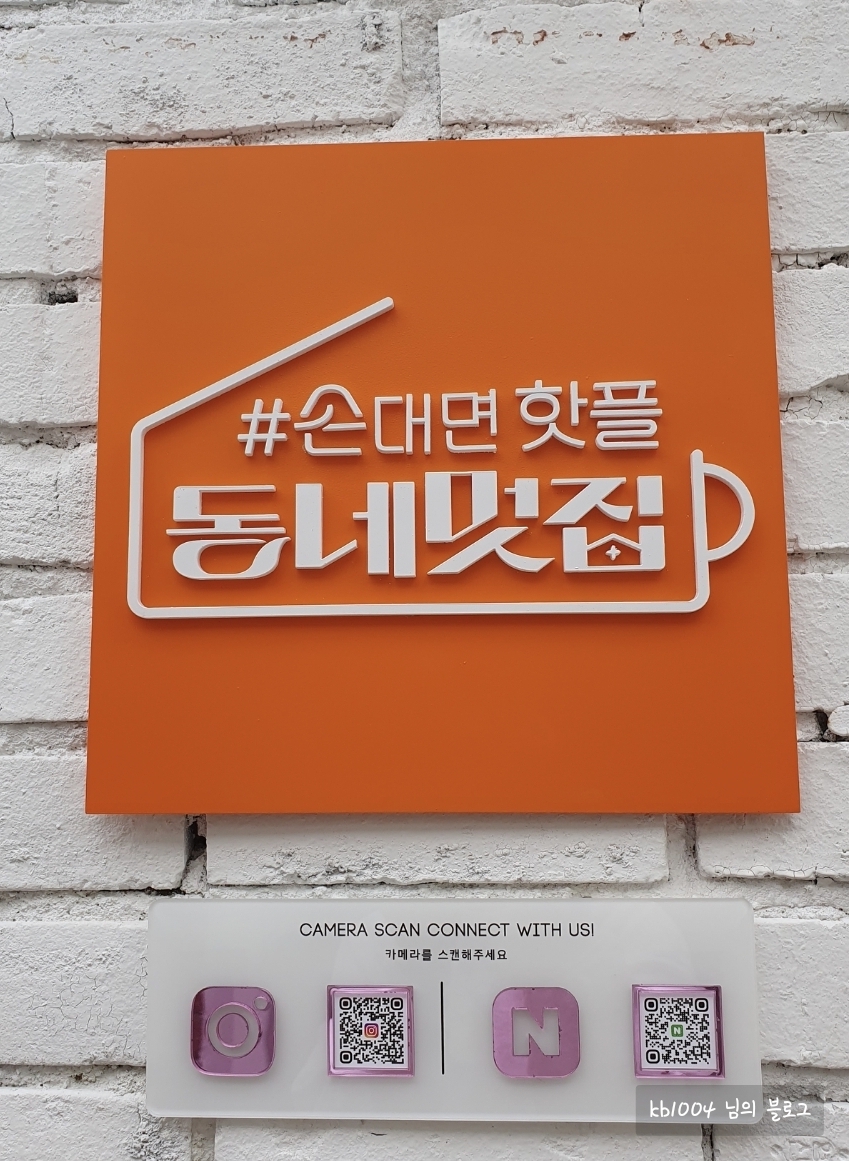 #손대면 핫플
동네멋집
CAMERA SCAN CONNECT WITH US!
카메라를 스캔해주세요
N
kb1004 님의 블로그